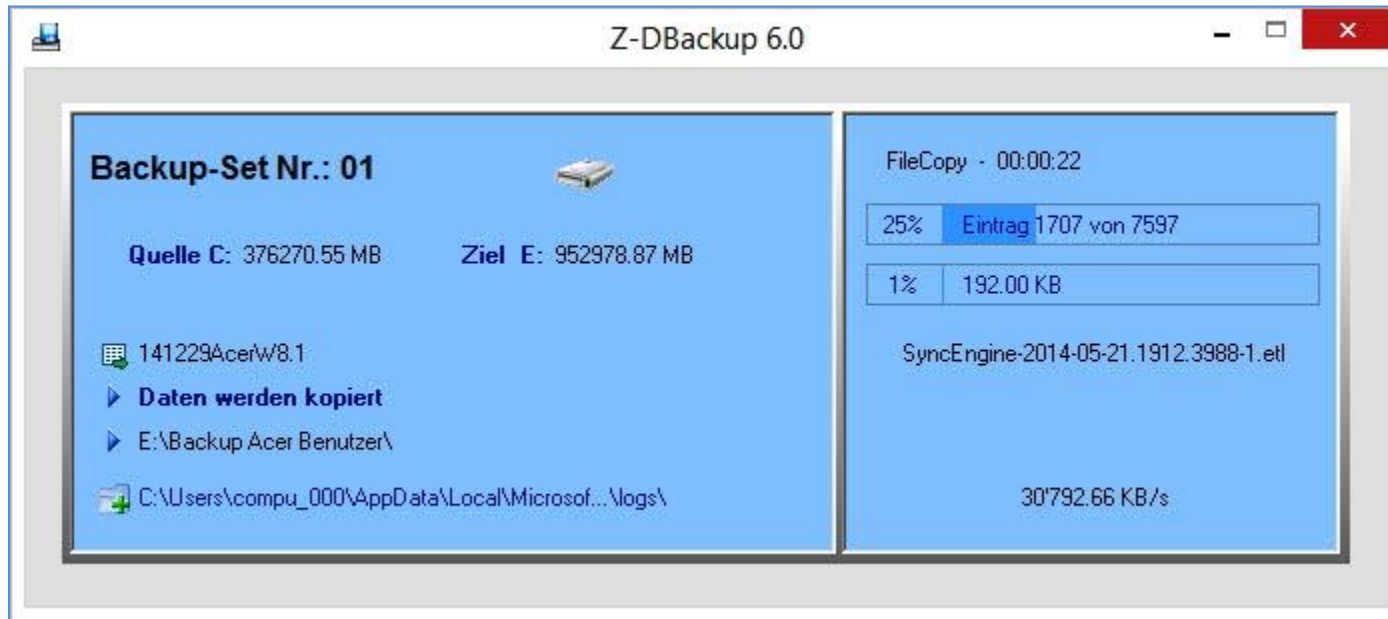 Z-DBackup 6.0
Backup-Set Nr.: 01
Quelle C: 376270.55 MB Ziel E: 952978.87 MB
141229AcerW8.1
Daten werden kopiert
E:\Backup Acer Benutzer\
C:\Users\compu_000\AppData\Local\Microsof...\logs\
FileCopy - 00:00:22
25% Eintrag 1707 von 7597
1% 192.00 KB
SyncEngine-2014-05-21.1912.3988-1.etl
30'792.66 KB/s